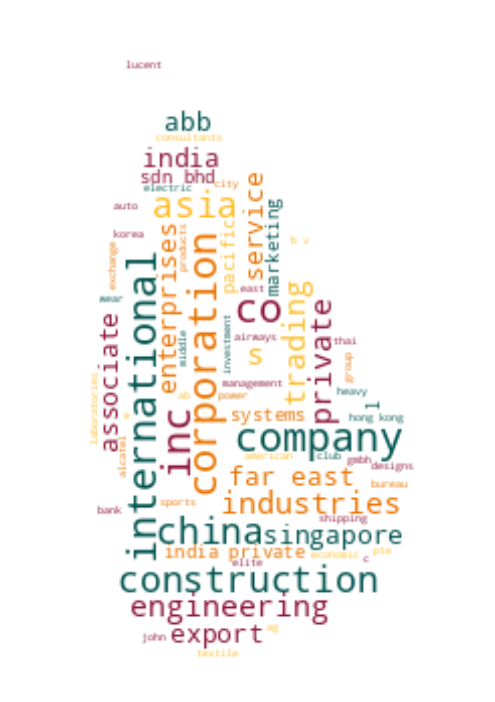 lucent
abb
consultants
india
sdn bhd
electric
city
service
asia
auto
marketing
korea
enterprises
products
pacific
corporation
b v
exchange
international
east
wear
co
trading
private
associate
middle
investment
airways
thai
s
group
laboratories
management
heavy
ab
power
l
inc
systems
hong kong
e
company
alcatel
american
club
gmbh
designs
far east
bureau
industries
sports
bank
shipping
china
singapore
india private
economic
pte
elite
c
construction
engineering
john
export
ag
textile